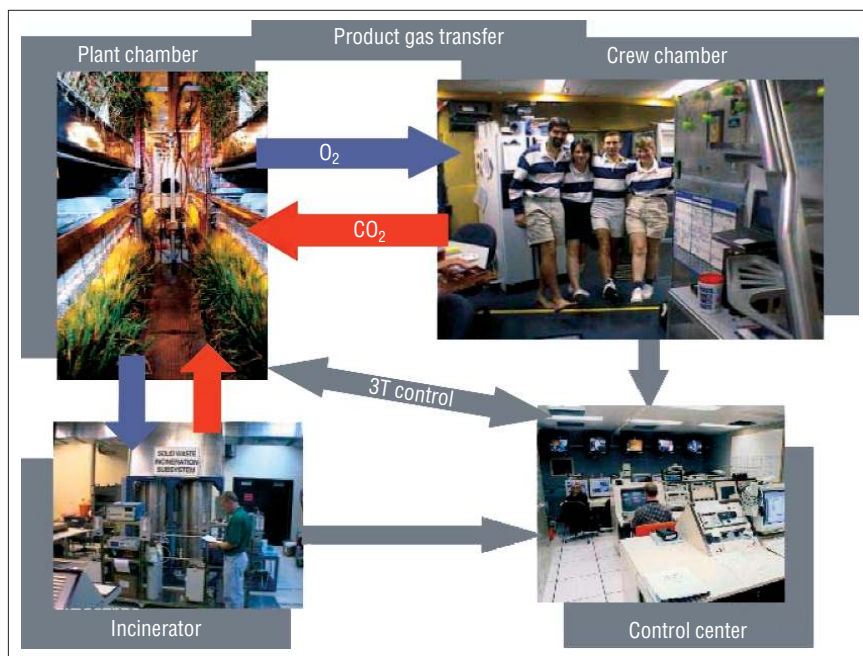 Product gas transfer
Plant chamber
Crew chamber
O₂
CO₂
3T control
SOLID WASTE
INCINERATION
SUBSYSTEM
Incinerator
Control center